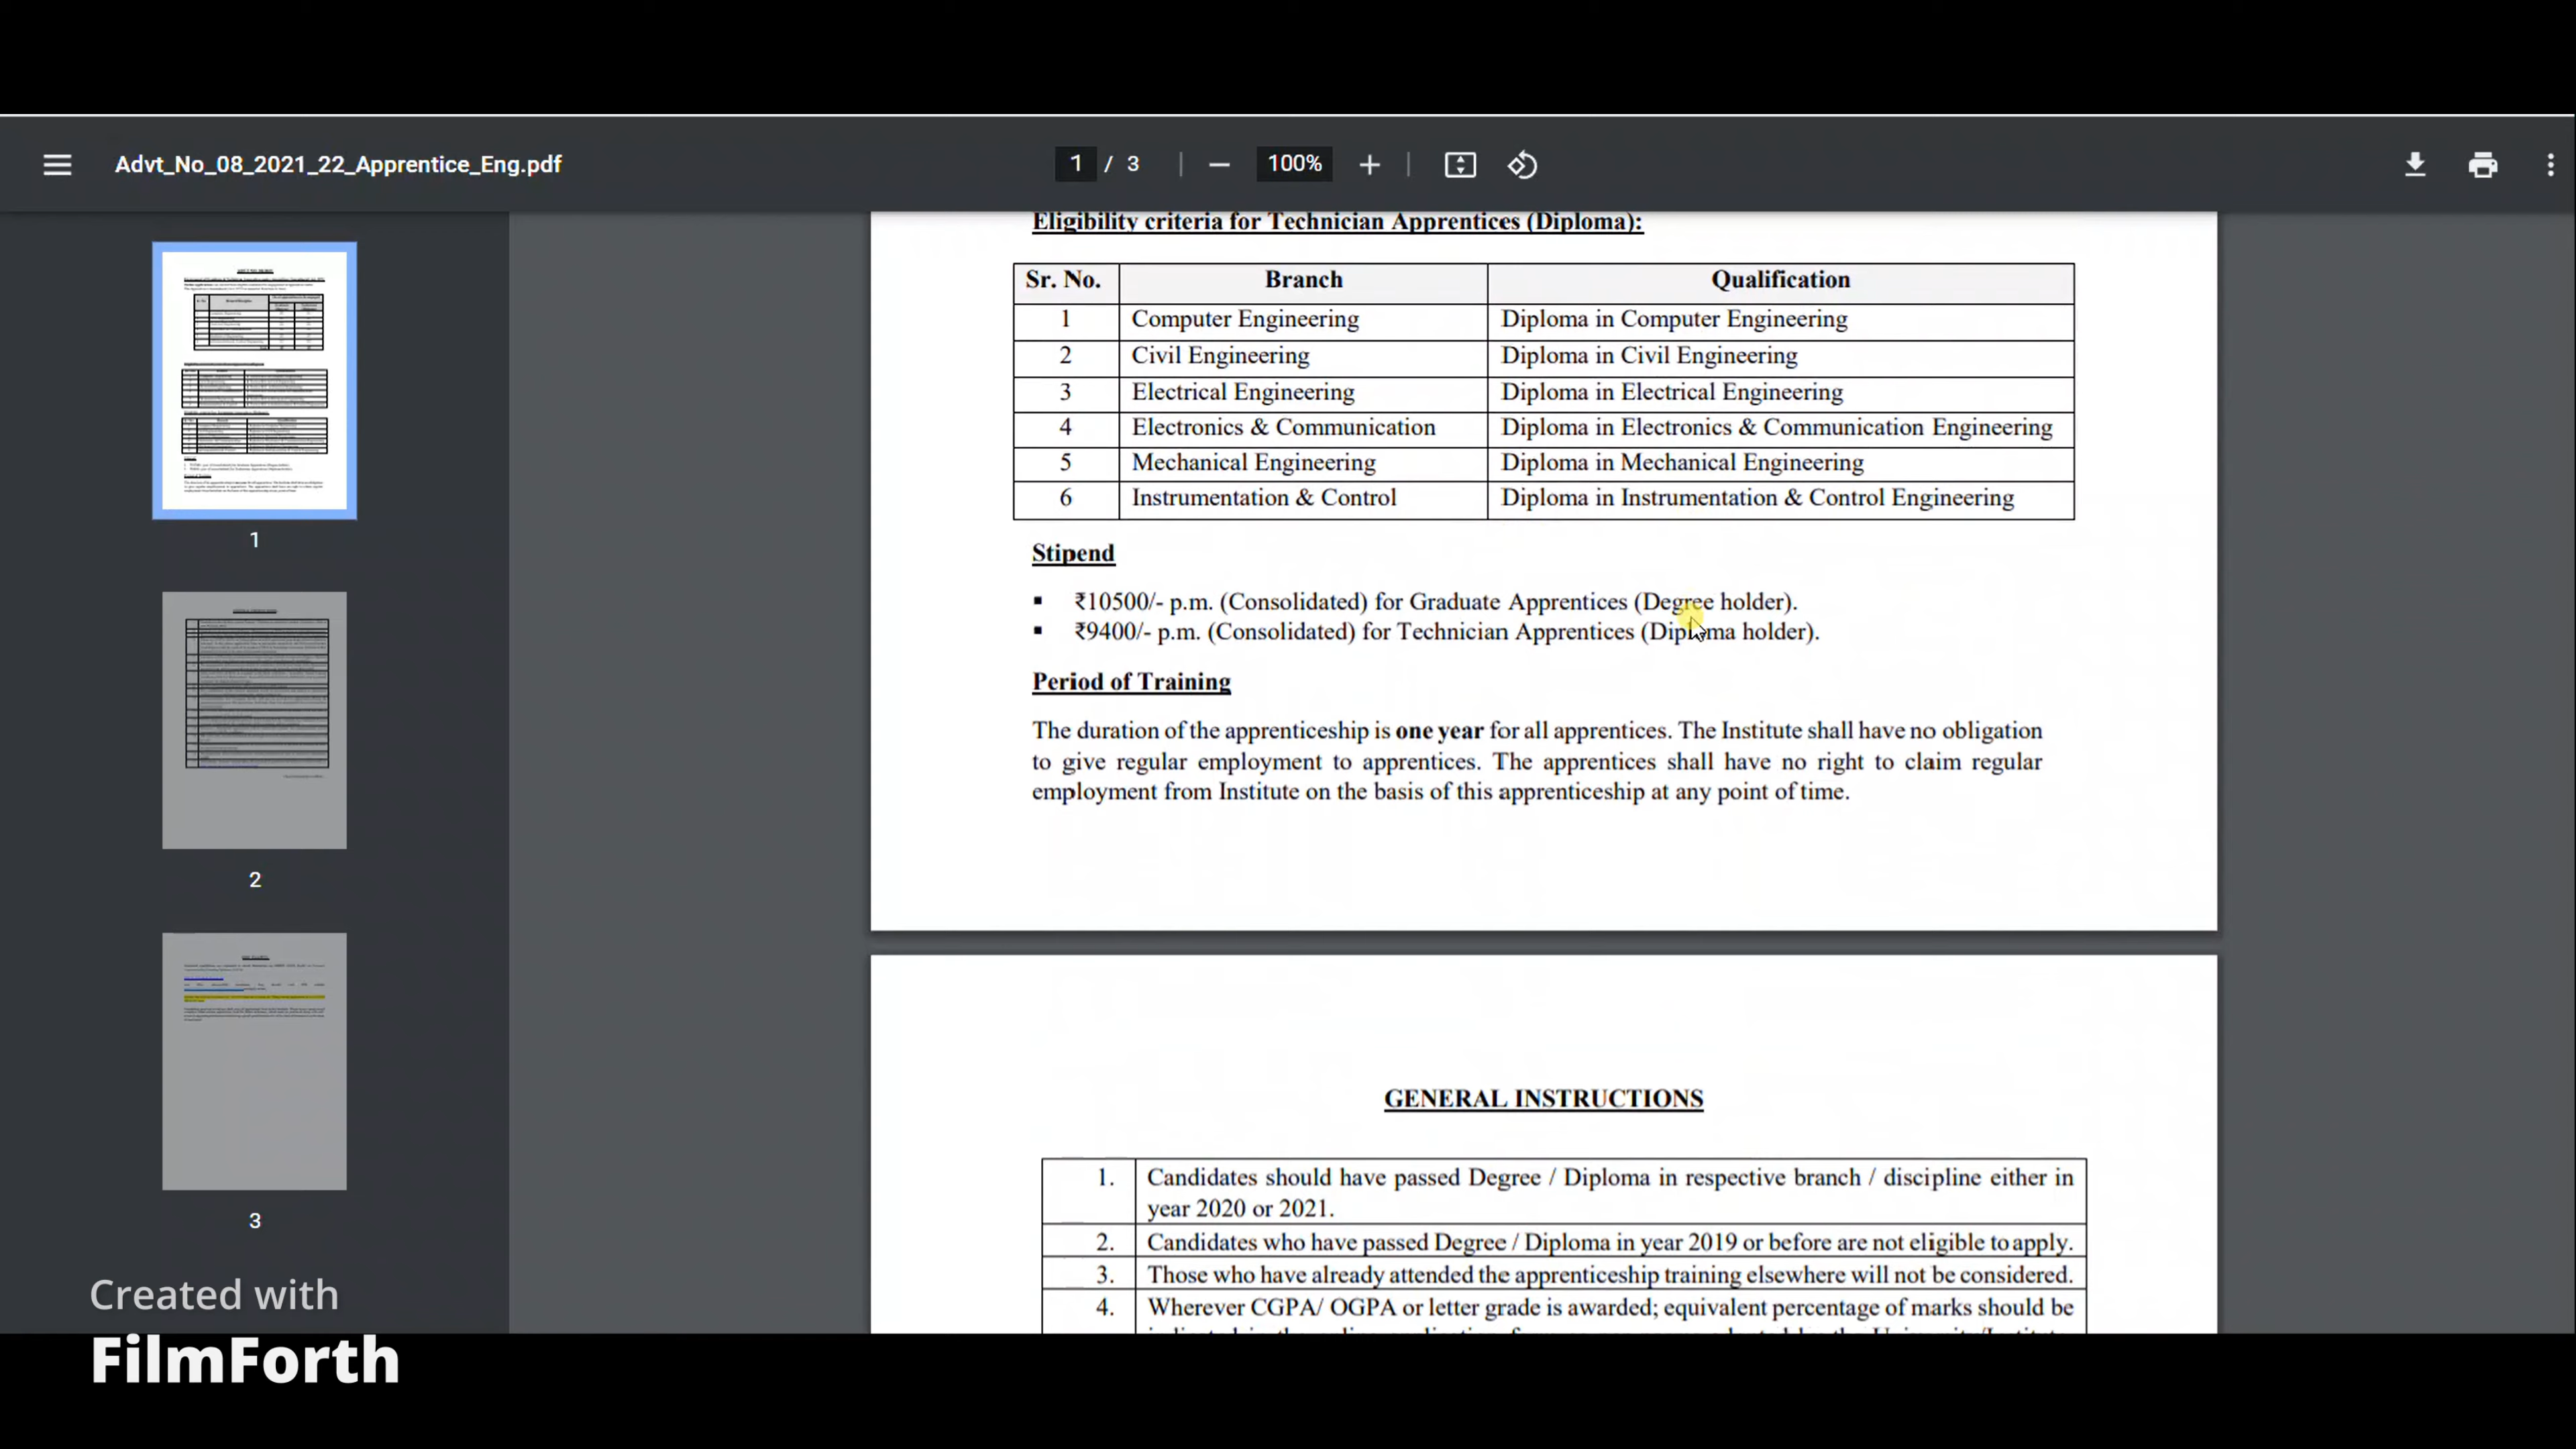 Advt_No_08_2021_22_Apprentice_Eng.pdf
1 / 3
100%
1
2
3
Eligibility criteria for Technician Apprentices (Diploma):
Sr. No. Branch Qualification
1 Computer Engineering Diploma in Computer Engineering
2 Civil Engineering Diploma in Civil Engineering
3 Electrical Engineering Diploma in Electrical Engineering
4 Electronics & Communication Diploma in Electronics & Communication Engineering
5 Mechanical Engineering Diploma in Mechanical Engineering
6 Instrumentation & Control Diploma in Instrumentation & Control Engineering
Stipend
▪ ₹10500/- p.m. (Consolidated) for Graduate Apprentices (Degree holder).
▪ ₹9400/- p.m. (Consolidated) for Technician Apprentices (Diploma holder).
Period of Training
The duration of the apprenticeship is one year for all apprentices. The Institute shall have no obligation
to give regular employment to apprentices. The apprentices shall have no right to claim regular
employment from Institute on the basis of this apprenticeship at any point of time.
GENERAL INSTRUCTIONS
1. Candidates should have passed Degree / Diploma in respective branch / discipline either in
year 2020 or 2021.
2. Candidates who have passed Degree / Diploma in year 2019 or before are not eligible to apply.
3. Those who have already attended the apprenticeship training elsewhere will not be considered.
4. Wherever CGPA/ OGPA or letter grade is awarded; equivalent percentage of marks should be
Created with
FilmForth